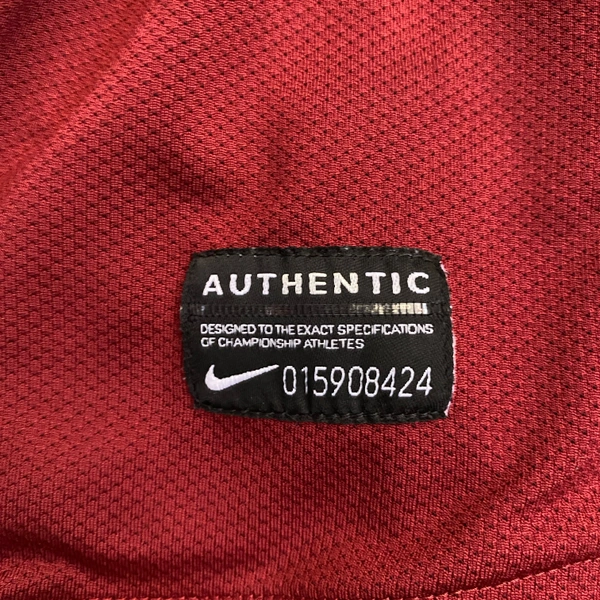 AUTHENTIC
DESIGNED TO THE EXACT SPECIFICATIONS
OF CHAMPIONSHIP ATHLETES
015908424